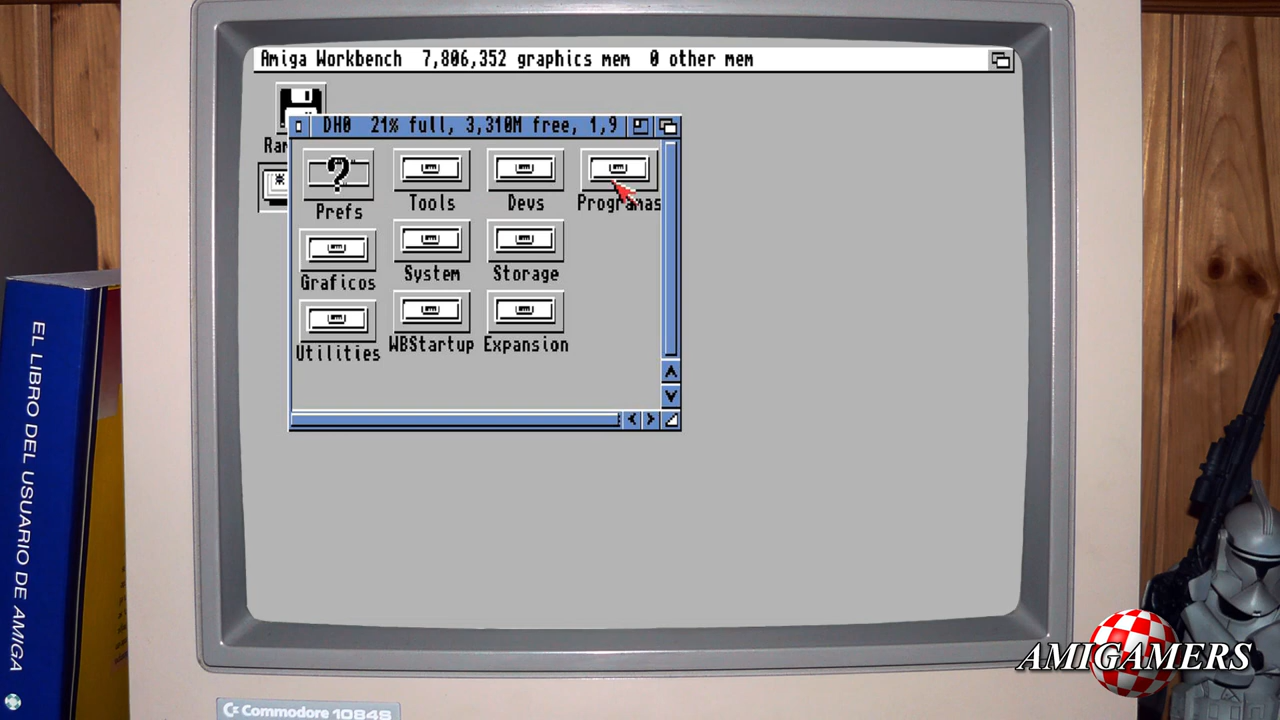 Amiga Workbench 7,806,352 graphics mem 0 other mem
DH0 21% full, 3,310M free, 1,9
Ra
?
Prefs
Tools
Devs
Programas
Graficos
System
Storage
Utilities
WBStartup
Expansion
EL LIBRO DEL USUARIO DE AMIGA
AMIGAMERS
Commodore 1084S